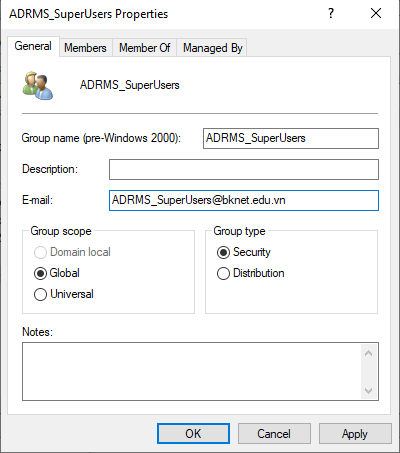 ADRMS_SuperUsers Properties
General Members Member Of Managed By
ADRMS_SuperUsers
Group name (pre-Windows 2000): ADRMS_SuperUsers
Description:
E-mail: ADRMS_SuperUsers@bknet.edu.vn
Group scope
Domain local
Global
Universal
Group type
Security
Distribution
Notes:
OK Cancel Apply